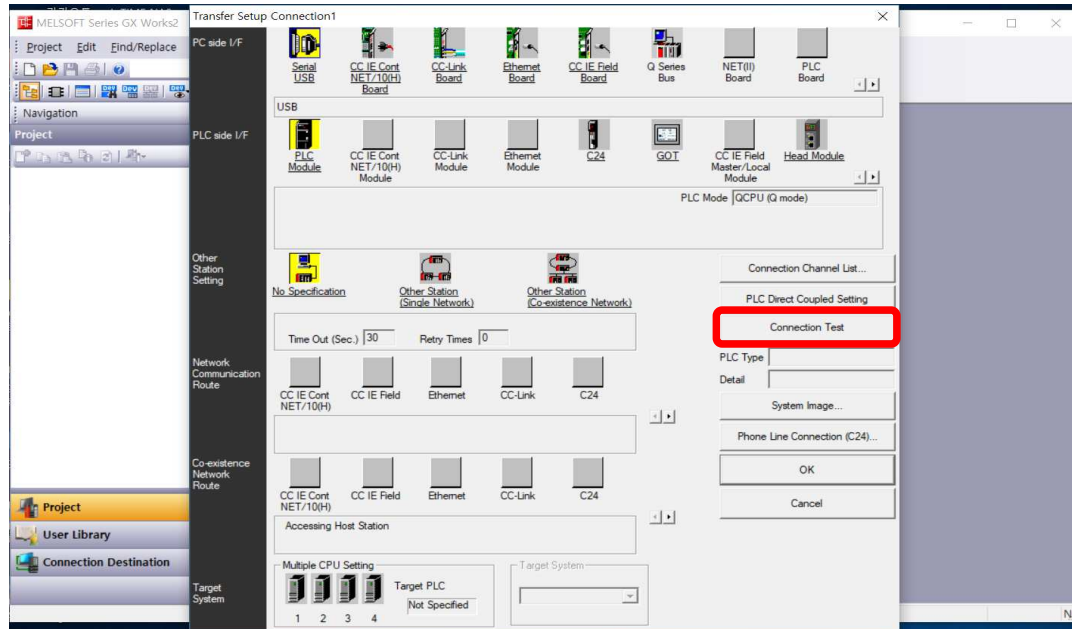 MELSOFT Series GX Works2
Transfer Setup Connection1
Project Edit Find/Replace
Navigation
Project
Project
User Library
Connection Destination
PC side I/F
Serial
USB
CC IE Cont
NET/10(H)
Board
CC-Link
Board
Ethernet
Board
CC IE Field
Board
Q Series
Bus
NET(II)
Board
PLC
Board
USB
PLC side I/F
PLC
Module
CC IE Cont
NET/10(H)
Module
CC-Link
Module
Ethernet
Module
C24
GOT
CC IE Field
Master/Local
Module
Head Module
PLC Mode QCPU (Q mode)
Other
Station
Setting
No Specification
Other Station
(Single Network)
Other Station
(Co-existence Network)
Time Out (Sec.) 30 Retry Times 0
Connection Channel List...
PLC Direct Coupled Setting
Connection Test
PLC Type
Detail
System Image...
Phone Line Connection (C24)...
OK
Cancel
Network
Communication
Route
CC IE Cont
NET/10(H)
CC IE Field
Ethernet
CC-Link
C24
Co-existence
Network
Route
CC IE Cont
NET/10(H)
CC IE Field
Ethernet
CC-Link
C24
Accessing Host Station
Target
System
Multiple CPU Setting
1 2 3 4
Target PLC
Not Specified
Target System
N